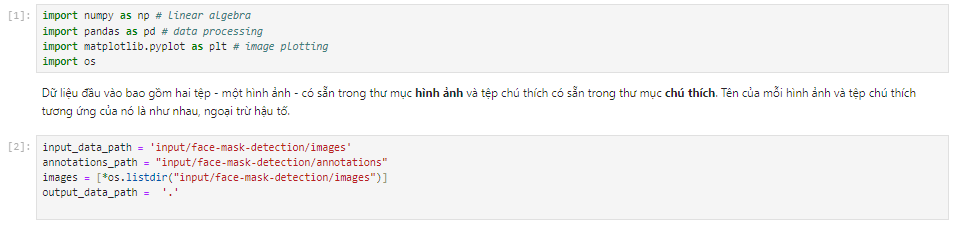 [1]: import numpy as np # linear algebra
import pandas as pd # data processing
import matplotlib.pyplot as plt # image plotting
import os
Dữ liệu đầu vào bao gồm hai tệp - một hình ảnh - có sẵn trong thư mục hình ảnh và tệp chú thích có sẵn trong thư mục chú thích. Tên của mỗi hình ảnh và tệp chú thích
tương ứng của nó là như nhau, ngoại trừ hậu tố.
[2]: input_data_path = 'input/face-mask-detection/images'
annotations_path = "input/face-mask-detection/annotations"
images = [*os.listdir("input/face-mask-detection/images")]
output_data_path =  '.'